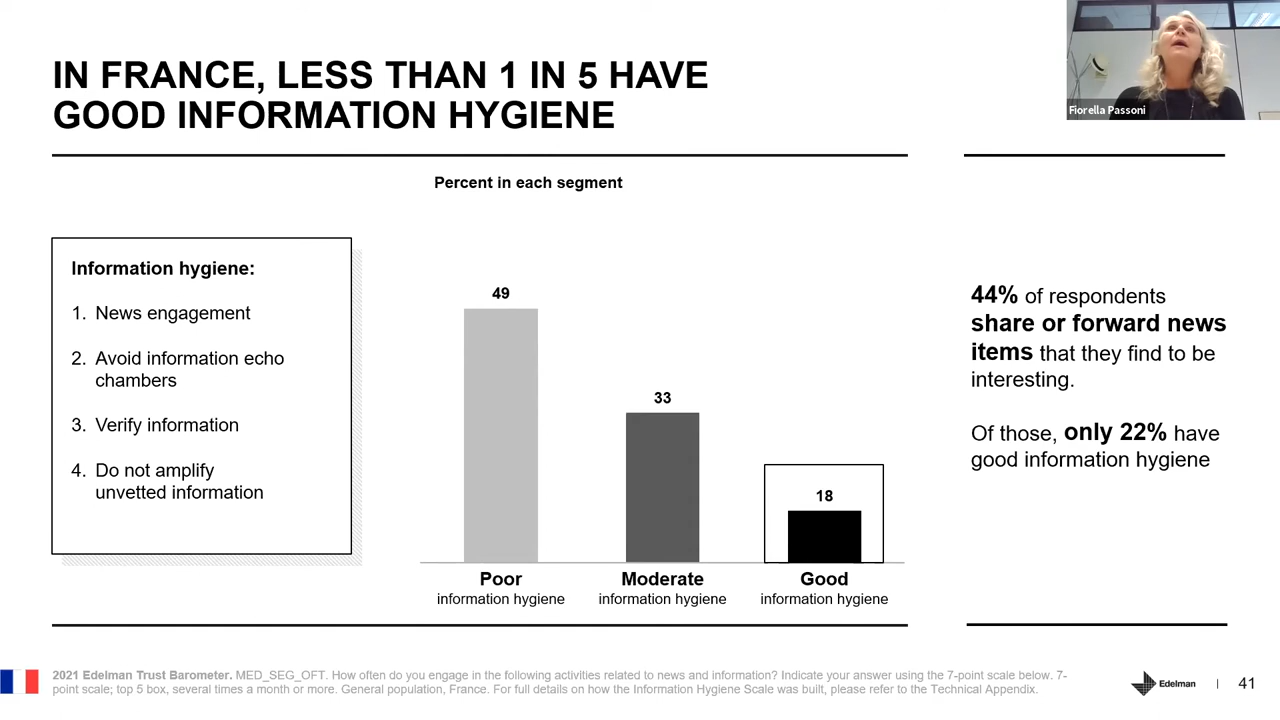 IN FRANCE, LESS THAN 1 IN 5 HAVE
GOOD INFORMATION HYGIENE
Fiorella Passoni
Percent in each segment
Information hygiene:
1. News engagement
2. Avoid information echo
chambers
3. Verify information
4. Do not amplify
unvetted information
49
33
18
Poor
information hygiene
Moderate
information hygiene
Good
information hygiene
44% of respondents
share or forward news
items that they find to be
interesting.
Of those, only 22% have
good information hygiene
2021 Edelman Trust Barometer. MED_SEG_OFT. How often do you engage in the following activities related to news and information? Indicate your answer using the 7-point scale below. 7-
point scale; top 5 box, several times a month or more. General population, France. For full details on how the Information Hygiene Scale was built, please refer to the Technical Appendix.
Edelman | 41